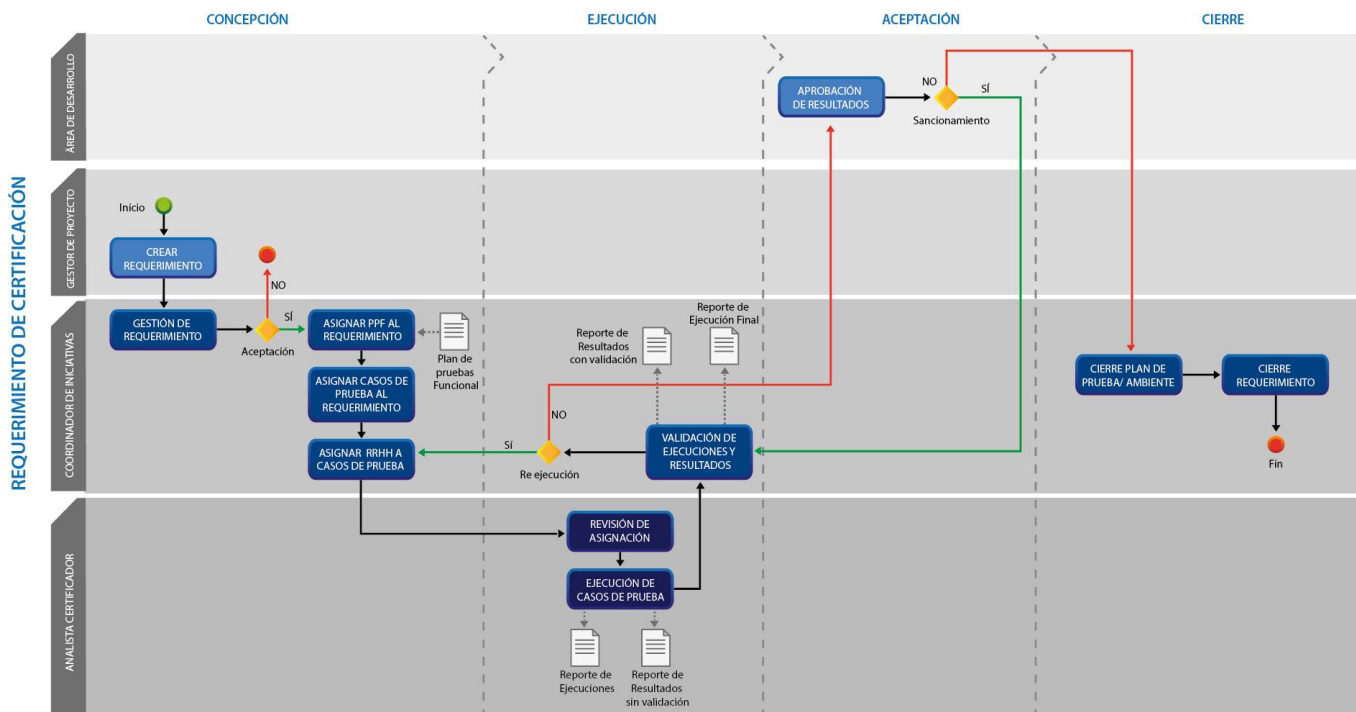 CONCEPCIÓN
EJECUCIÓN
ACEPTACIÓN
CIERRE
REQUERIMIENTO DE CERTIFICACIÓN
ÀREA DE DESARROLLO
APROBACIÓN
DE RESULTADOS
NO
SÍ
Sancionamiento
GESTOR DE PROYECTO
Inicio
CREAR
REQUERIMIENTO
NO
COORDINADOR DE INICIATIVAS
GESTIÓN DE
REQUERIMIENTO
SÍ
Aceptación
ASIGNAR PPF AL
REQUERIMIENTO
Plan de
pruebas
Funcional
ASIGNAR CASOS DE
PRUEBA AL
REQUERIMIENTO
ASIGNAR RRHH A
CASOS DE PRUEBA
Reporte de
Resultados
con validación
Reporte de
Ejecución Final
NO
Sí
Re ejecución
VALIDACIÓN DE
EJECUCIONES Y
RESULTADOS
CIERRE PLAN DE
PRUEBA/ AMBIENTE
CIERRE
REQUERIMIENTO
Fin
ANALISTA CERTIFICADOR
REVISIÓN DE
ASIGNACIÓN
EJECUCIÓN DE
CASOS DE PRUEBA
Reporte de
Ejecuciones
Reporte de
Resultados
sin validación